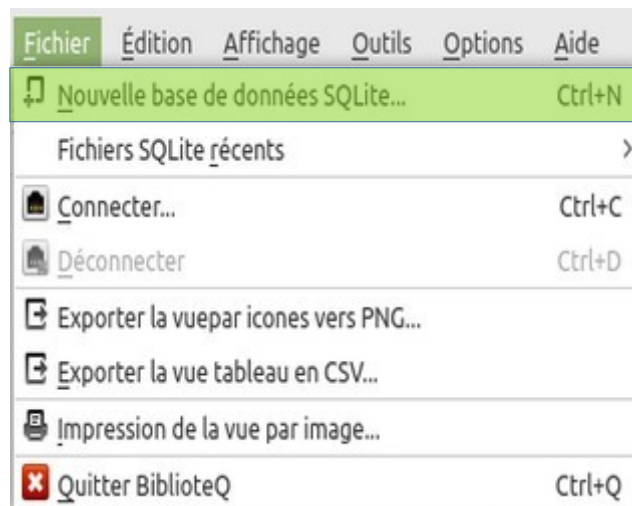 Fichier Édition Affichage Outils Options Aide
Nouvelle base de données SQLite... Ctrl+N
Fichiers SQLite récents
Connecter... Ctrl+C
Déconnecter Ctrl+D
Exporter la vuepar icones vers PNG...
Exporter la vue tableau en CSV...
Impression de la vue par image...
Quitter BiblioteQ Ctrl+Q